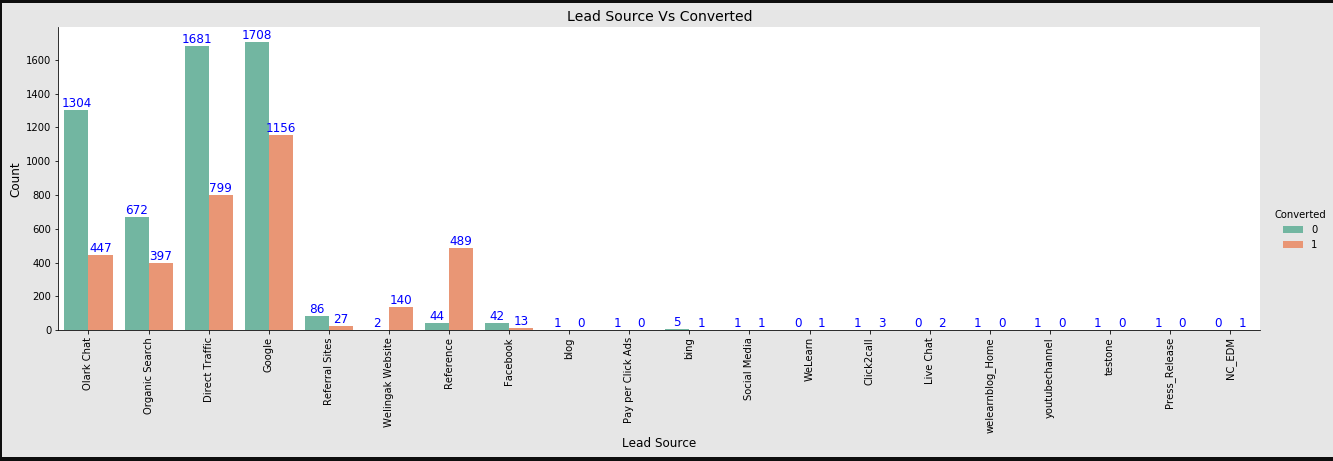 Lead Source Vs Converted
Count
1600
1400
1200
1000
800
600
400
200
0
1304
447
672
397
1681
799
1708
1156
86
27
2
140
44
489
42
13
1
0
1
0
5
1
1
1
0
1
1
3
0
2
1
0
1
0
1
0
1
0
0
1
Olark Chat
Organic Search
Direct Traffic
Google
Referral Sites
Welingak Website
Reference
Facebook
blog
Pay per Click Ads
bing
Social Media
WeLearn
Click2call
Live Chat
welearnblog_Home
youtubechannel
testone
Press_Release
NC_EDM
Lead Source
Converted
0
1